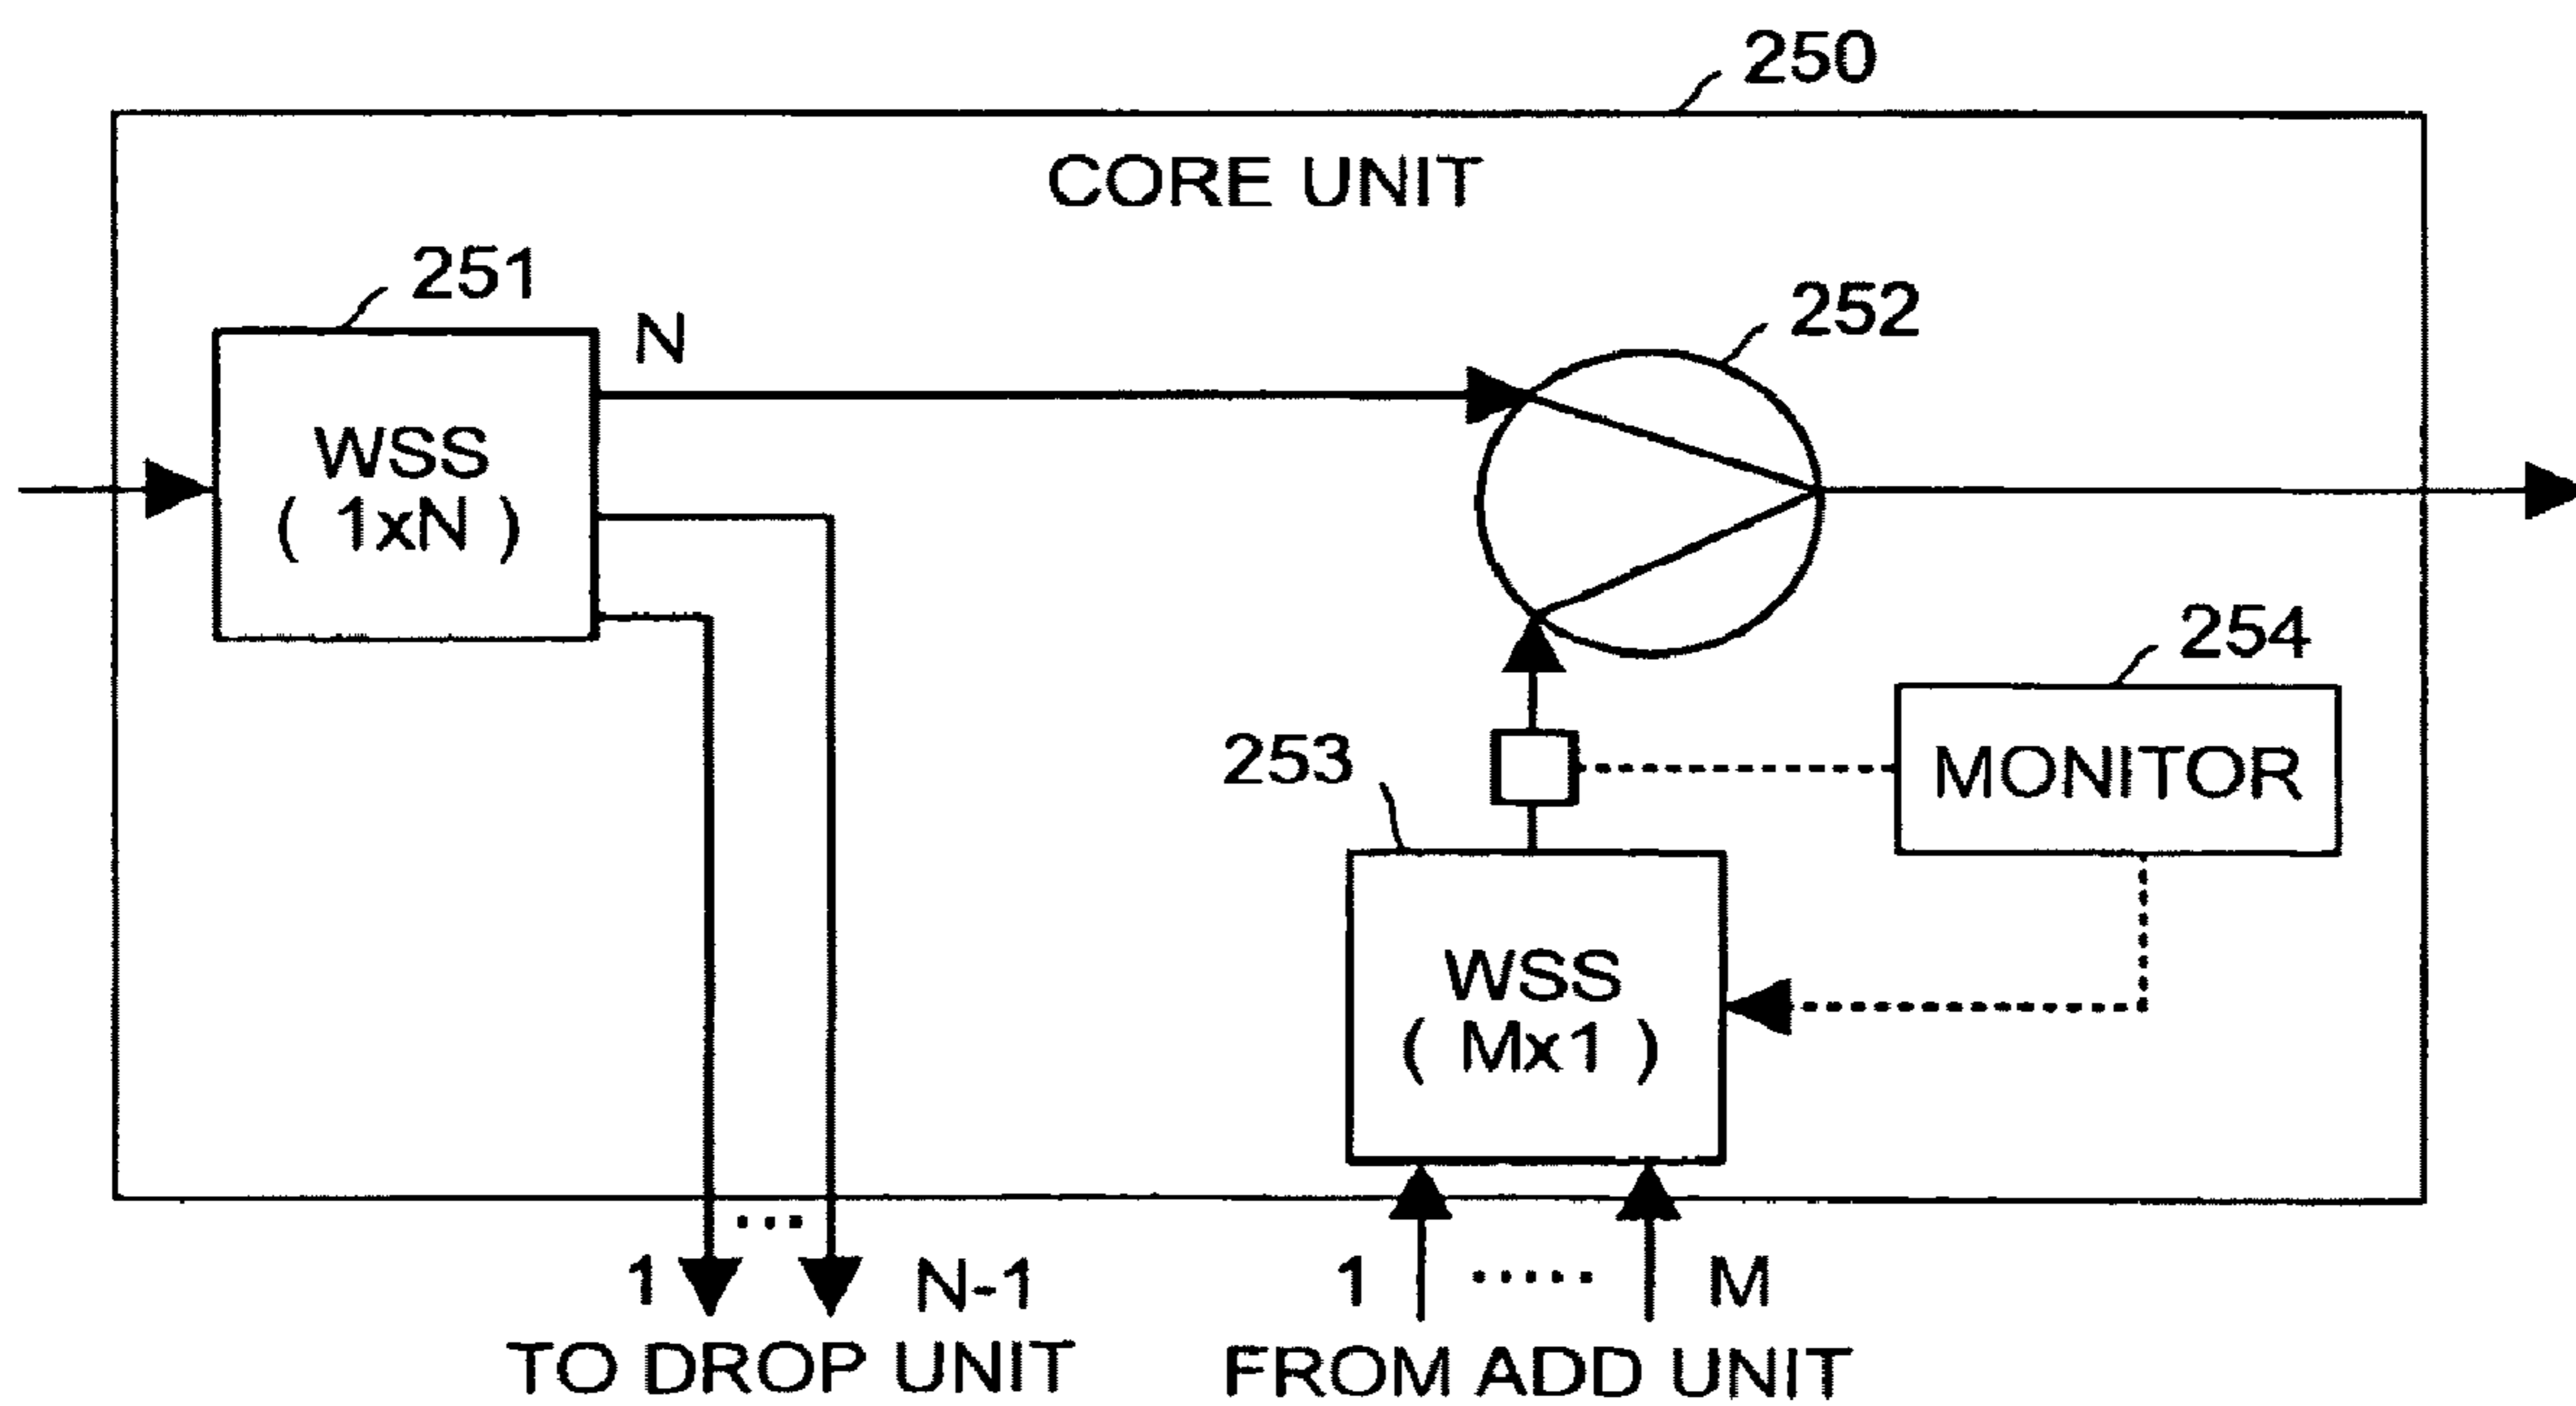 250
CORE UNIT
251
N
252
WSS
( 1xN )
254
253
MONITOR
WSS
( Mx1 )
1 ... N-1
1 ..... M
TO DROP UNIT
FROM ADD UNIT